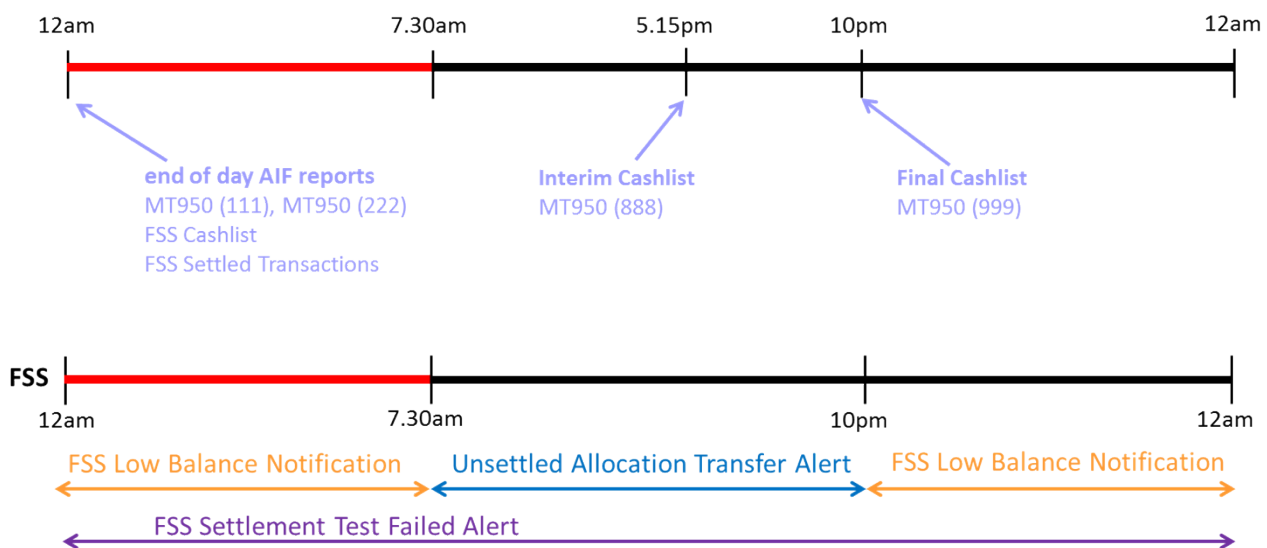 12am 7.30am 5.15pm 10pm 12am
end of day AIF reports
MT950 (111), MT950 (222)
FSS Cashlist
FSS Settled Transactions
Interim Cashlist
MT950 (888)
Final Cashlist
MT950 (999)
FSS
12am 7.30am 10pm 12am
FSS Low Balance Notification
Unsettled Allocation Transfer Alert
FSS Low Balance Notification
FSS Settlement Test Failed Alert